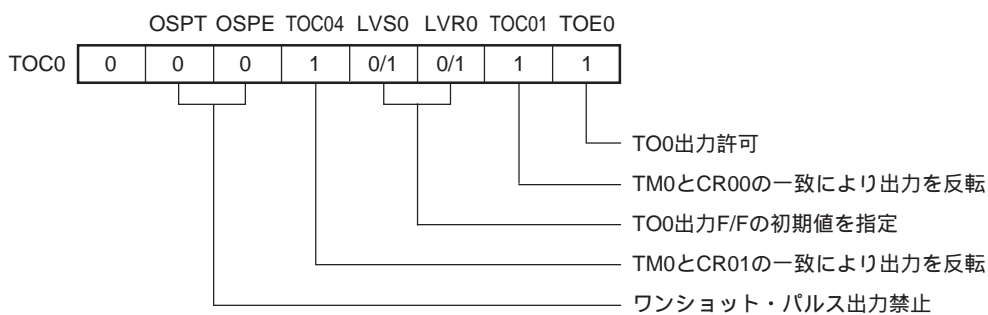 OSPT OSPE TOC04 LVS0 LVR0 TOC01 TOE0
TOC0 0 0 0 1 0/1 0/1 1 1
TO0出力許可
TM0とCR00の一致により出力を反転
TO0出力F/Fの初期値を指定
TM0とCR01の一致により出力を反転
ワンショット・パルス出力禁止